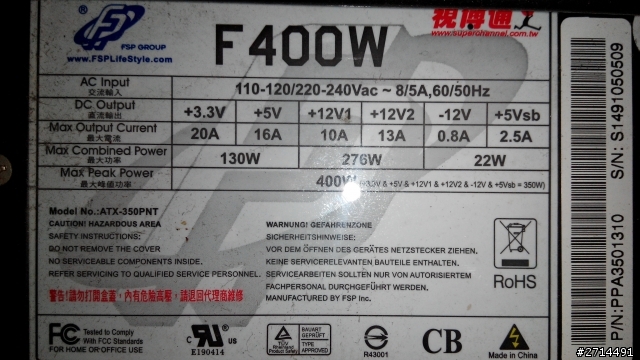 FSP GROUP
www.FSPLifeStyle.com
F400W
視博通
www.superchannel.com.tw
AC Input
交流輸入
110-120/220-240Vac ~ 8/5A,60/50Hz
DC Output
直流輸出
+3.3V +5V +12V1 +12V2 -12V +5Vsb
Max Output Current
最大電流
20A 16A 10A 13A 0.8A 2.5A
Max Combined Power
最大功率
130W 276W 22W
Max Peak Power
最大峰值功率
400W (+3.3V & +5V & +12V1 & +12V2 & -12V & +5Vsb = 350W)
Model No.:ATX-350PNT
CAUTION! HAZARDOUS AREA
SAFETY INSTRUCTIONS:
DO NOT REMOVE THE COVER
NO SERVICEABLE COMPONENTS INSIDE.
REFER TO QUALIFIED SERVICE PERSONNEL.
警告!請勿打開機蓋,內有危險高壓,請送回代理商維修
WARNUNG! GEFAHRENZONE
SICHERHEITSHINWEISE:
VOR DEM ÖFFNEN DES GERÄTES NETZSTECKER ZIEHEN.
KEINE SERVICERELEVANTEN BAUTEILE ENTHALTEN.
SERVICEARBEITEN SOLLTEN NUR VON AUTORISIERTEM
FACHPERSONAL DURCHGEFÜHRT WERDEN.
MANUFACTURED BY FSP Inc.
RoHS
FC Tested to Comply
With FCC Standards
FOR HOME OR OFFICE USE
c UL US
E190414
TÜV
Rheinland
Product Safety
BAUART
GEPRÜFT
TYPE
APPROVED
R43001
CB
S/N: S1491050509
P/N:PPA3501310
#2714491